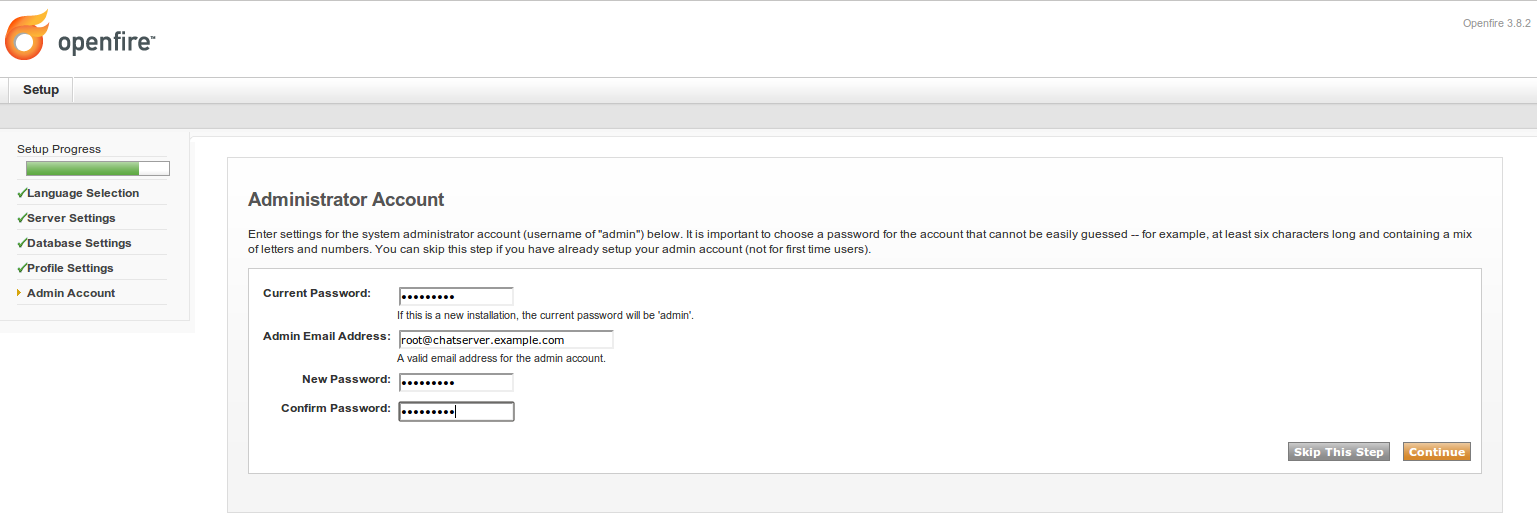 openfire™
Openfire 3.8.2
Setup
Setup Progress
Language Selection
Server Settings
Database Settings
Profile Settings
Admin Account
Administrator Account
Enter settings for the system administrator account (username of "admin") below. It is important to choose a password for the account that cannot be easily guessed -- for example, at least six characters long and containing a mix
of letters and numbers. You can skip this step if you have already setup your admin account (not for first time users).
Current Password: •••••••••
If this is a new installation, the current password will be 'admin'.
Admin Email Address: root@chatserver.example.com
A valid email address for the admin account.
New Password: •••••••••
Confirm Password: •••••••••
Skip This Step Continue